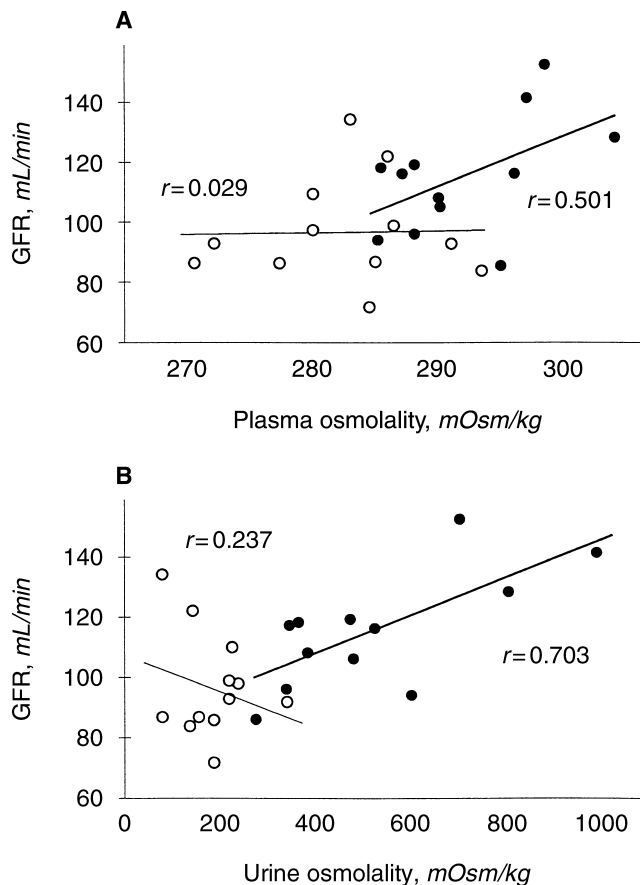 A
140
120
100
80
60
GFR, mL/min
r=0.029
r=0.501
270 280 290 300
Plasma osmolality, mOsm/kg
B
140
120
100
80
60
GFR, mL/min
r=0.237
r=0.703
0 200 400 600 800 1000
Urine osmolality, mOsm/kg